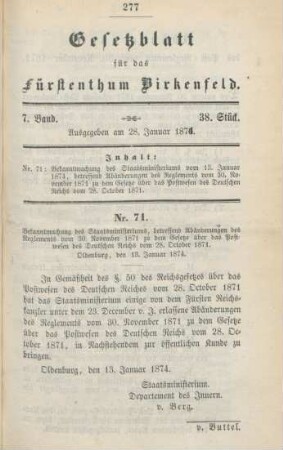 277
Gesetzblatt
für das
Fürstenthum Birkenfeld.
7. Band.
38. Stück.
Ausgegeben am 28. Januar 1874.
Inhalt:
Nr. 71: Bekanntmachung des Staatsministeriums vom 13. Januar
1874, betreffend Abänderungen des Reglements vom 30. No-
vember 1871 zu dem Gesetze über das Postwesen des Deutschen
Reichs vom 28. October 1871.
Nr. 71.
Bekanntmachung des Staatsministeriums, betreffend Abänderungen des
Reglements vom 30. November 1871 zu dem Gesetze über das Post-
wesen des Deutschen Reichs vom 28. October 1871.
Oldenburg, den 13. Januar 1874.
In Gemäßheit des §. 50 des Reichsgesetzes über das
Postwesen des Deutschen Reichs vom 28. October 1871
bringt das Staatsministerium einige von dem Fürsten Reichs-
kanzler unter dem 23. December v. J. erlassene Abänderungen
des Reglements vom 30. November 1871 zu dem Gesetze
über das Postwesen des Deutschen Reichs vom 28. Oc-
tober 1871, in Nachstehendem zur öffentlichen Kunde zu
bringen.
Oldenburg, den 13. Januar 1874.
Staatsministerium.
Departement des Innern.
v. Berg.
v. Buttel.